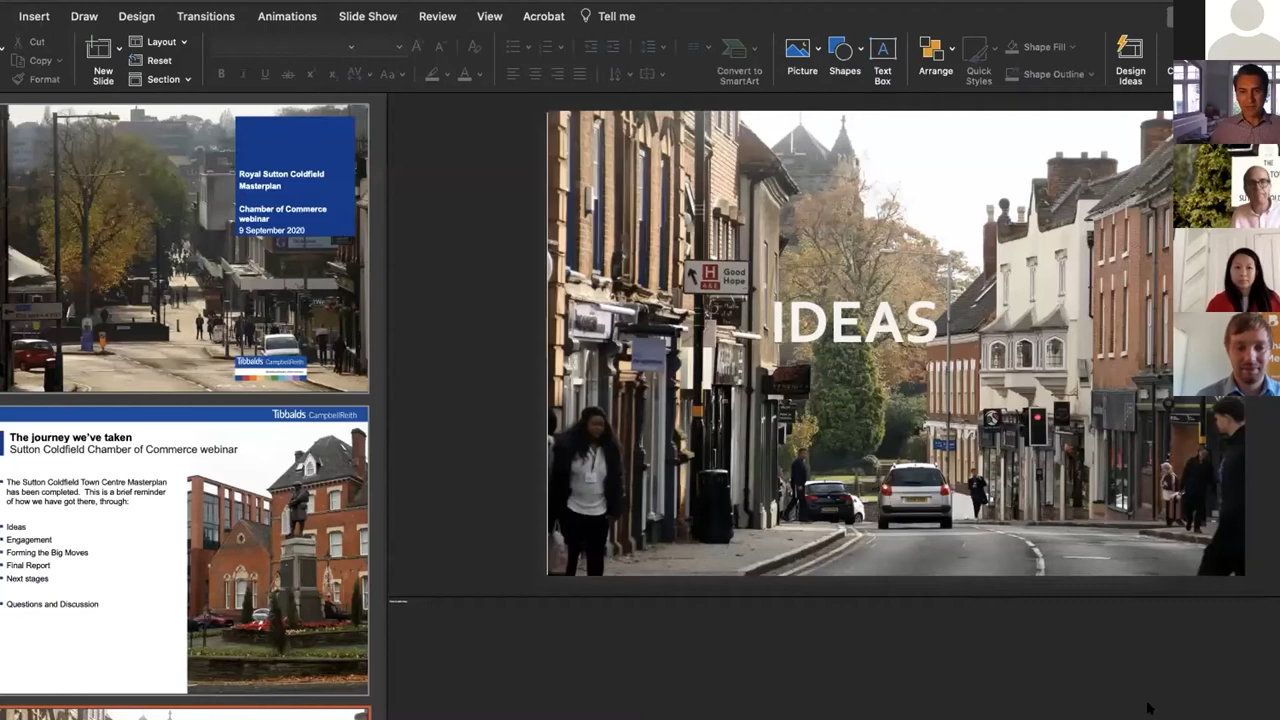 Insert Draw Design Transitions Animations Slide Show Review View Acrobat Tell me
Cut
Copy
Format
New
Slide
Layout
Reset
Section
B I U ab X X AV Aa A
A A A
Convert to
SmartArt
Picture
Shapes
A
Text
Box
Arrange
Quick
Styles
Shape Fill
Shape Outline
Design
Ideas
Royal Sutton Coldfield
Masterplan
Chamber of Commerce
webinar
9 September 2020
Tibbalds CampbellReith
Tibbalds CampbellReith
The journey we've taken
Sutton Coldfield Chamber of Commerce webinar
The Sutton Coldfield Town Centre Masterplan
has been completed. This is a brief reminder
of how we have got there, through:
• Ideas
• Engagement
• Forming the Big Moves
• Final Report
• Next stages
• Questions and Discussion
H
A&E
Good
Hope
IDEAS
THE